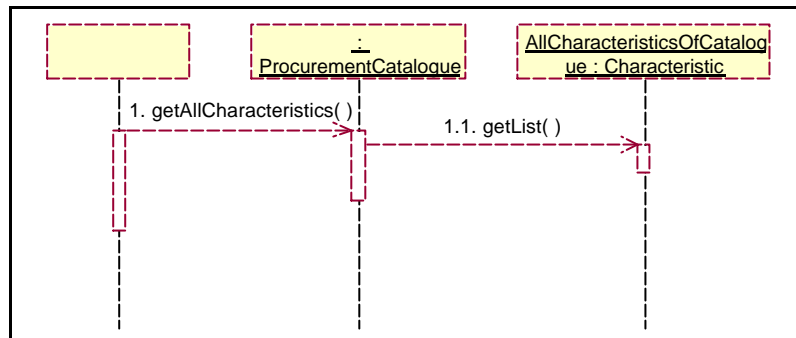 :
ProcurementCatalogue
AllCharacteristicsOfCatalog
ue : Characteristic
1. getAllCharacteristics( )
1.1. getList( )